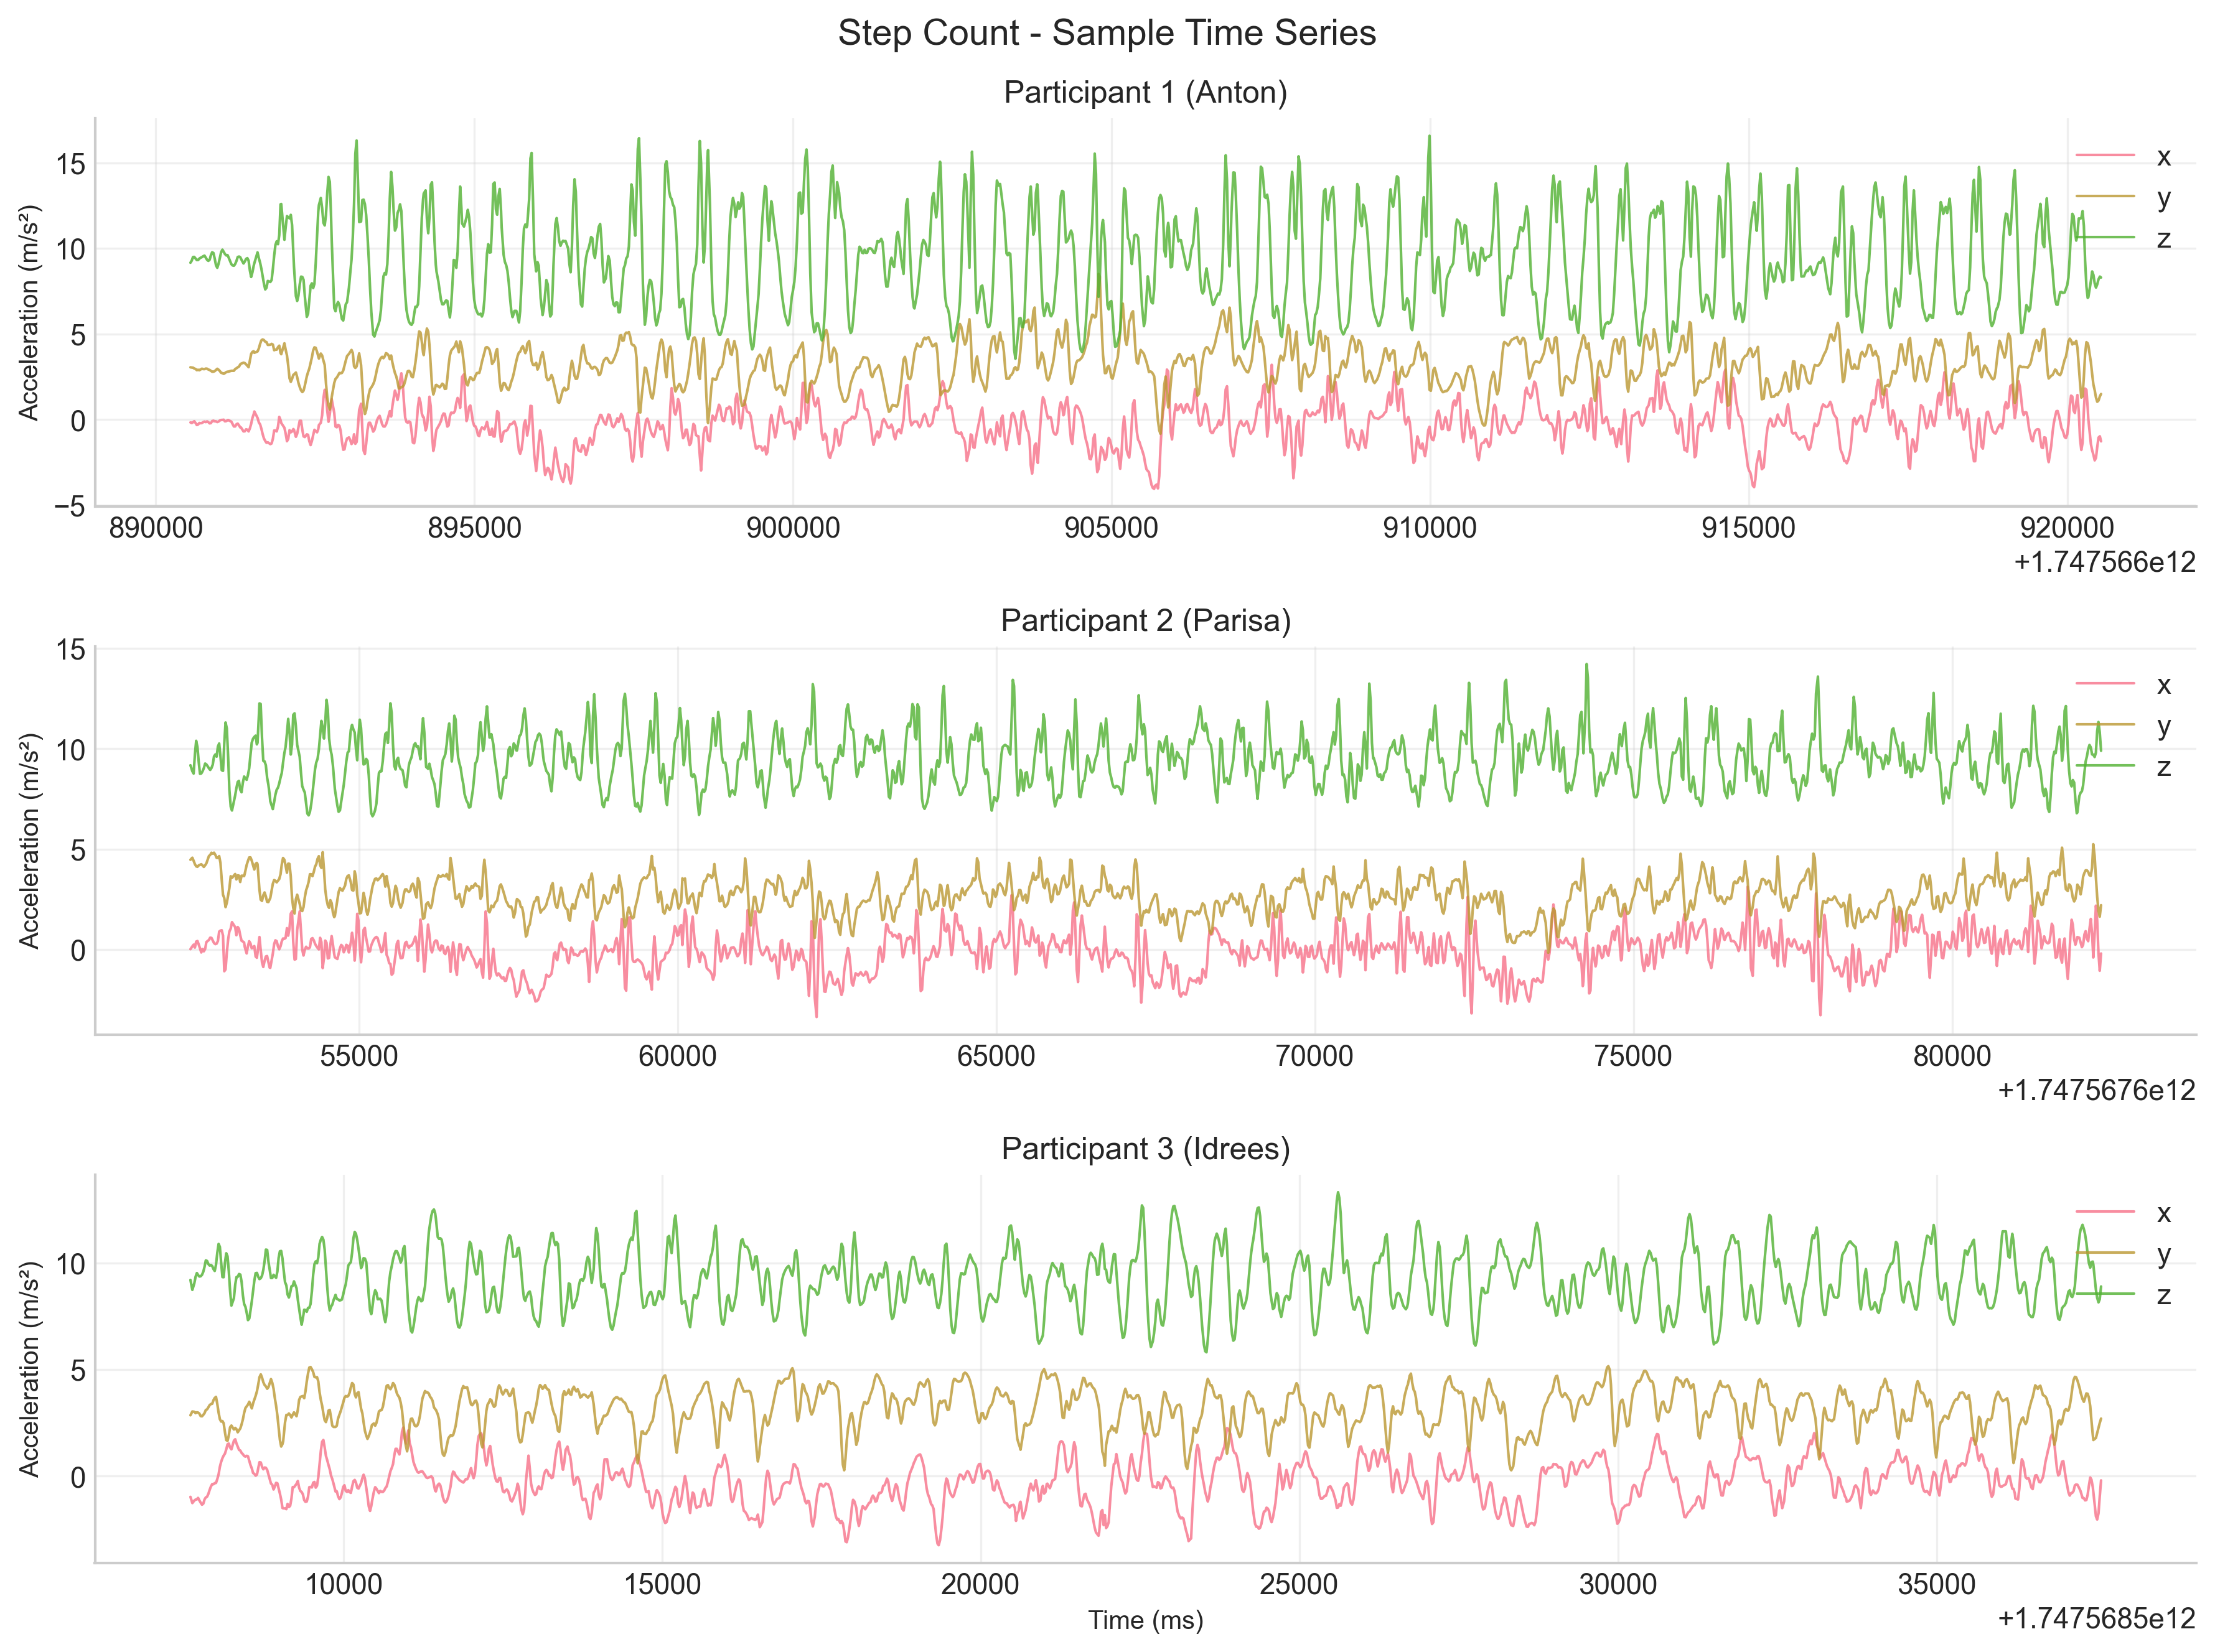 Step Count - Sample Time Series
Participant 1 (Anton)
Acceleration (m/s²)
15
10
5
0
−5
x
y
z
890000 895000 900000 905000 910000 915000 920000
+1.747566e12
Participant 2 (Parisa)
Acceleration (m/s²)
15
10
5
0
x
y
z
55000 60000 65000 70000 75000 80000
+1.7475676e12
Participant 3 (Idrees)
Acceleration (m/s²)
10
5
0
x
y
z
10000 15000 20000 25000 30000 35000
Time (ms)
+1.7475685e12